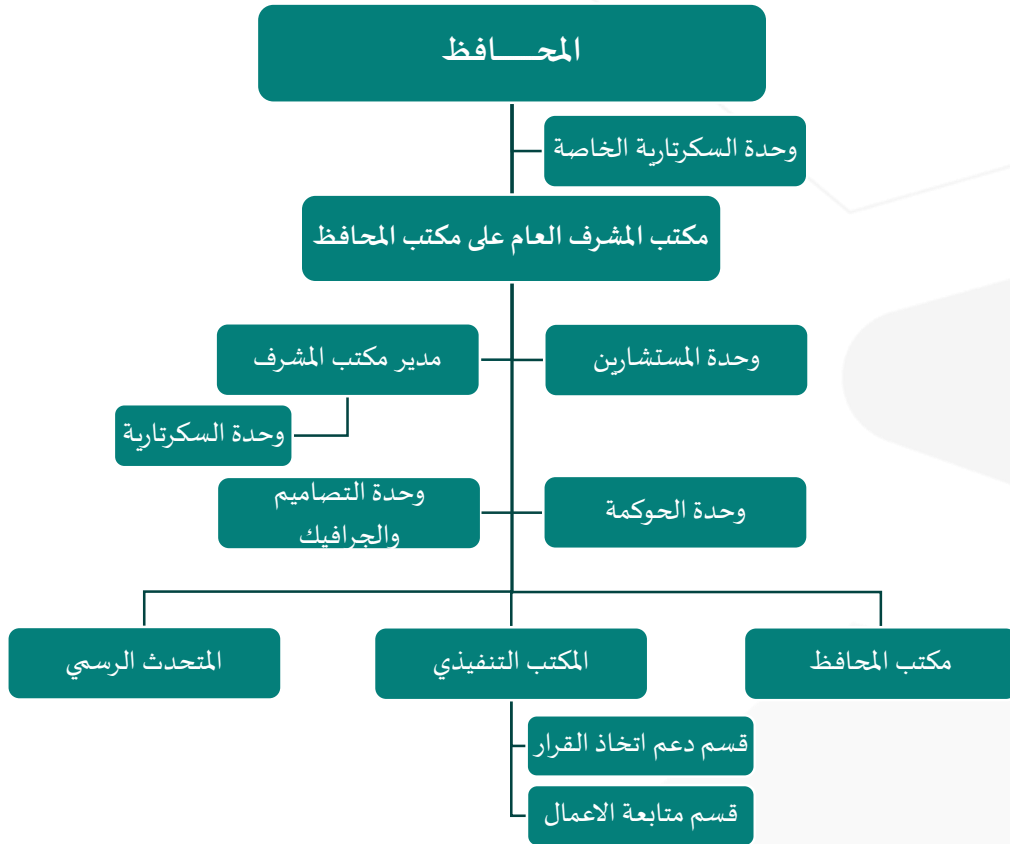 المحـــــافظ
وحدة السكرتارية الخاصة
مكتب المشرف العام على مكتب المحافظ
وحدة المستشارين
مدير مكتب المشرف
وحدة السكرتارية
وحدة الحوكمة
وحدة التصاميم
والجرافيك
مكتب المحافظ
المكتب التنفيذي
المتحدث الرسمي
قسم دعم اتخاذ القرار
قسم متابعة الاعمال